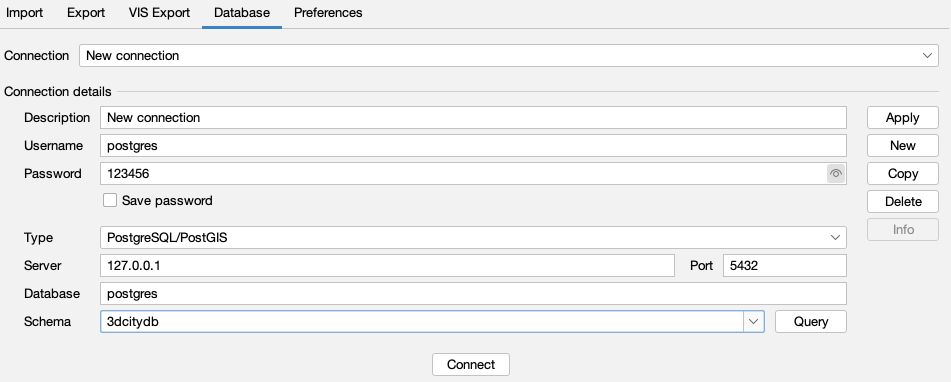 Import Export VIS Export Database Preferences
Connection New connection
Connection details
Description New connection Apply
Username postgres New
Password 123456 Copy
Save password Delete
Info
Type PostgreSQL/PostGIS
Server 127.0.0.1 Port 5432
Database postgres
Schema 3dcitydb Query
Connect